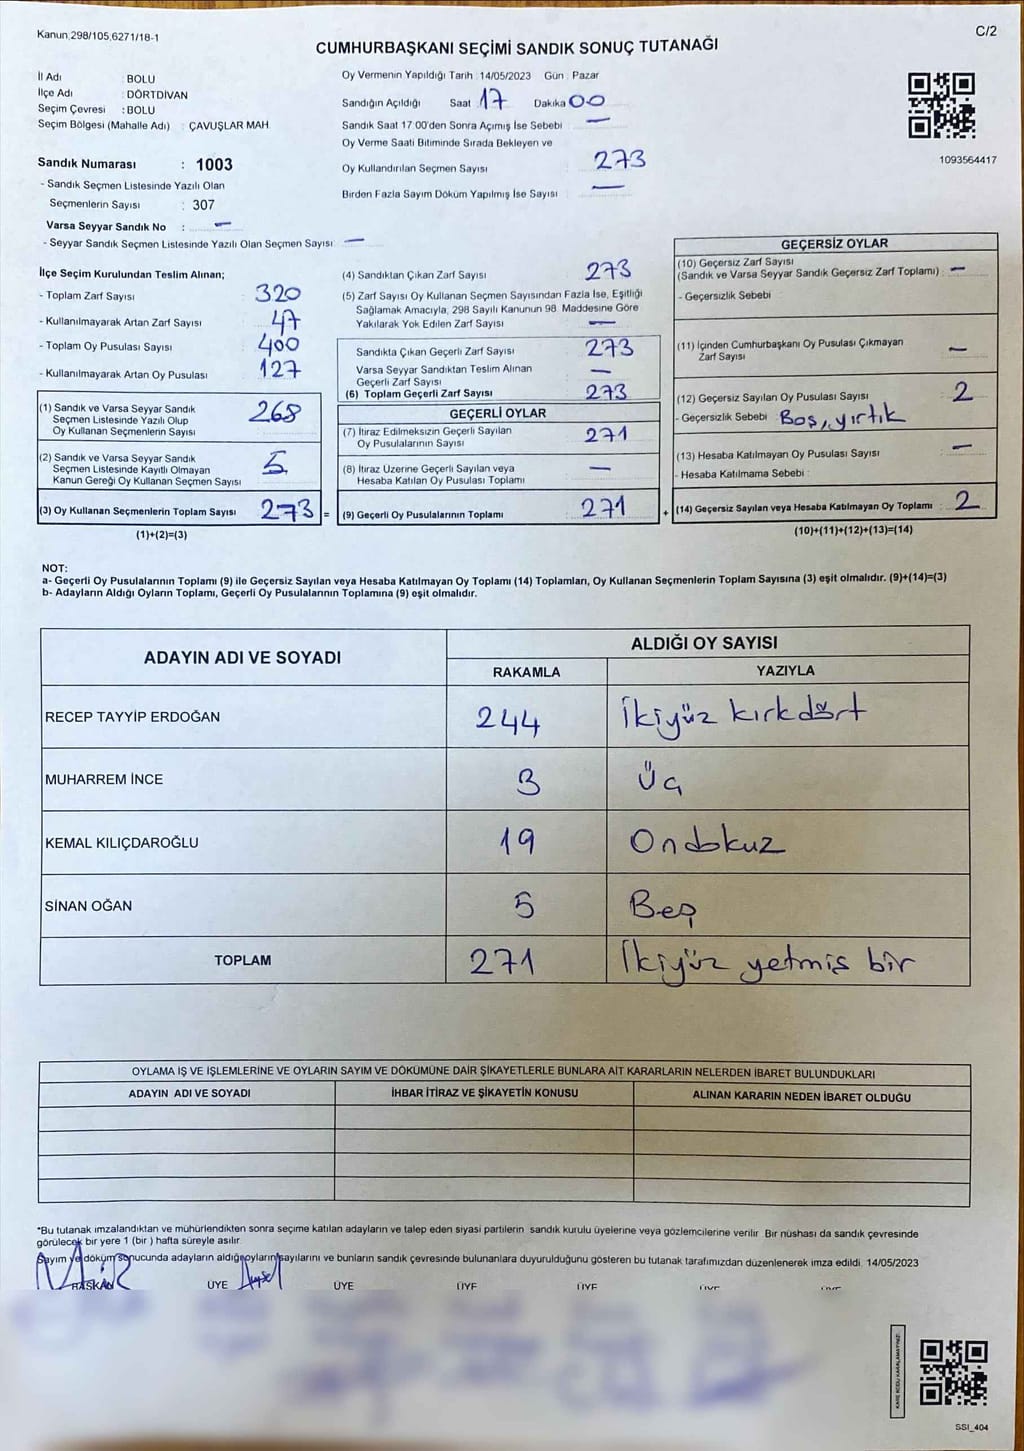 Kanun 298/105,6271/18-1
C/2
CUMHURBAŞKANI SEÇİMİ SANDIK SONUÇ TUTANAĞI
İl Adı : BOLU
İlçe Adı : DÖRTDİVAN
Seçim Çevresi : BOLU
Seçim Bölgesi (Mahalle Adı) : ÇAVUŞLAR MAH.
Sandık Numarası : 1003
- Sandık Seçmen Listesinde Yazılı Olan
Seçmenlerin Sayısı : 307
Varsa Seyyar Sandık No : —
- Seyyar Sandık Seçmen Listesinde Yazılı Olan Seçmen Sayısı : —
Oy Vermenin Yapıldığı Tarih : 14/05/2023 Gün : Pazar
Sandığın Açıldığı Saat 17 Dakika 00
Sandık Saat 17:00'den Sonra Açımış İse Sebebi : —
Oy Verme Saati Bitiminde Sırada Bekleyen ve
Oy Kullandırılan Seçmen Sayısı : 273
Birden Fazla Sayım Döküm Yapılmış İse Sayısı : —
1093564417
İlçe Seçim Kurulundan Teslim Alınan;
- Toplam Zarf Sayısı : 320
- Kullanılmayarak Artan Zarf Sayısı : 47
- Toplam Oy Pusulası Sayısı : 400
- Kullanılmayarak Artan Oy Pusulası : 127
(1) Sandık ve Varsa Seyyar Sandık
Seçmen Listesinde Yazılı Olup
Oy Kullanan Seçmenlerin Sayısı : 268
(2) Sandık ve Varsa Seyyar Sandık
Seçmen Listesinde Kayıtlı Olmayan
Kanun Gereği Oy Kullanan Seçmen Sayısı : 5
(3) Oy Kullanan Seçmenlerin Toplam Sayısı : 273 =
(1)+(2)=(3)
(4) Sandıktan Çıkan Zarf Sayısı : 273
(5) Zarf Sayısı Oy Kullanan Seçmen Sayısından Fazla İse, Eşitliği
Sağlamak Amacıyla, 298 Sayılı Kanunun 98. Maddesine Göre
Yakılarak Yok Edilen Zarf Sayısı : —
Sandıkta Çıkan Geçerli Zarf Sayısı : 273
Varsa Seyyar Sandıktan Teslim Alınan
Geçerli Zarf Sayısı : —
(6) Toplam Geçerli Zarf Sayısı : 273
GEÇERLİ OYLAR
(7) İtiraz Edilmeksizin Geçerli Sayılan
Oy Pusulalarının Sayısı : 271
(8) İtiraz Üzerine Geçerli Sayılan veya
Hesaba Katılan Oy Pusulası Toplamı : —
(9) Geçerli Oy Pusulalarının Toplamı : 271 +
GEÇERSİZ OYLAR
(10) Geçersiz Zarf Sayısı
(Sandık ve Varsa Seyyar Sandık Geçersiz Zarf Toplamı) : —
- Geçersizlik Sebebi :
(11) İçinden Cumhurbaşkanı Oy Pusulası Çıkmayan
Zarf Sayısı : —
(12) Geçersiz Sayılan Oy Pusulası Sayısı : 2
- Geçersizlik Sebebi : Boş, yırtık
(13) Hesaba Katılmayan Oy Pusulası Sayısı : —
- Hesaba Katılmama Sebebi :
(14) Geçersiz Sayılan veya Hesaba Katılmayan Oy Toplamı : 2
(10)+(11)+(12)+(13)=(14)
NOT:
a- Geçerli Oy Pusulalarının Toplamı (9) ile Geçersiz Sayılan veya Hesaba Katılmayan Oy Toplamı (14) Toplamları, Oy Kullanan Seçmenlerin Toplam Sayısına (3) eşit olmalıdır. (9)+(14)=(3)
b- Adayların Aldığı Oyların Toplamı, Geçerli Oy Pusulalarının Toplamına (9) eşit olmalıdır.
ADAYIN ADI VE SOYADI ALDIĞI OY SAYISI
RAKAMLA YAZIYLA
RECEP TAYYİP ERDOĞAN 244 İkiyüz kırkdört
MUHARREM İNCE 3 Üç
KEMAL KILIÇDAROĞLU 19 Ondokuz
SİNAN OĞAN 5 Beş
TOPLAM 271 İkiyüz yetmiş bir
OYLAMA İŞ VE İŞLEMLERİNE VE OYLARIN SAYIM VE DÖKÜMÜNE DAİR ŞİKAYETLERLE BUNLARA AİT KARARLARIN NELERDEN İBARET BULUNDUKLARI
ADAYIN ADI VE SOYADI İHBAR İTİRAZ VE ŞİKAYETİN KONUSU ALINAN KARARIN NEDEN İBARET OLDUĞU
*Bu tutanak imzalandıktan ve mühürlendikten sonra seçime katılan adayların ve talep eden siyasi partilerin sandık kurulu üyelerine veya gözlemcilerine verilir. Bir nüshası da sandık çevresinde
görülecek bir yere 1 (bir ) hafta süreyle asılır.
Sayım ve döküm sonucunda adayların aldığı oyların sayılarını ve bunların sandık çevresinde bulunanlara duyurulduğunu gösteren bu tutanak tarafımızdan düzenlenerek imza edildi. 14/05/2023
BAŞKAN ÜYE ÜYE ÜYE ÜYE ÜYE ÜYE
KARE KODU KARALAMAYINIZ!
SSI_404